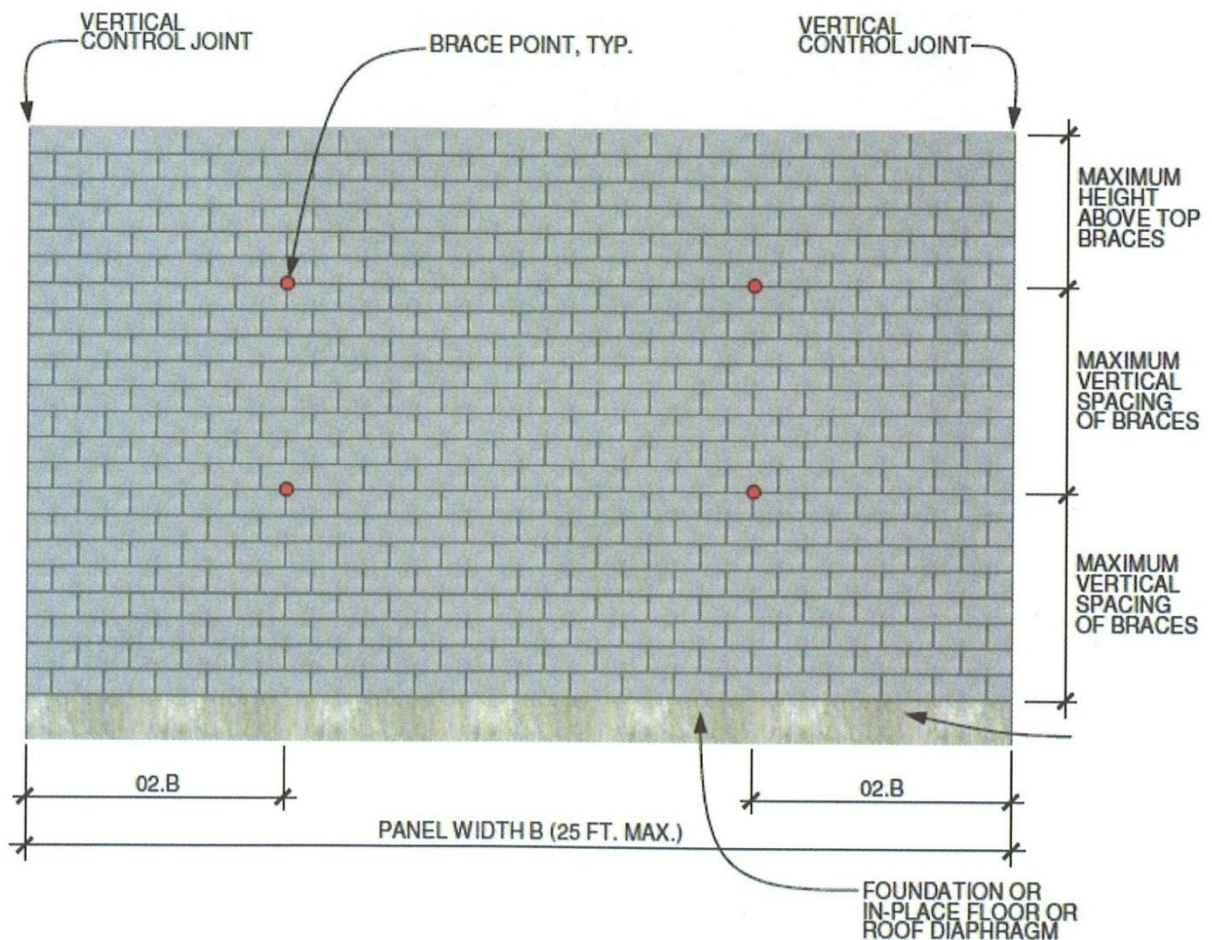 VERTICAL
CONTROL JOINT
BRACE POINT, TYP.
VERTICAL
CONTROL JOINT
MAXIMUM
HEIGHT
ABOVE TOP
BRACES
MAXIMUM
VERTICAL
SPACING
OF BRACES
MAXIMUM
VERTICAL
SPACING
OF BRACES
02.B
02.B
PANEL WIDTH B (25 FT. MAX.)
FOUNDATION OR
IN-PLACE FLOOR OR
ROOF DIAPHRAGM